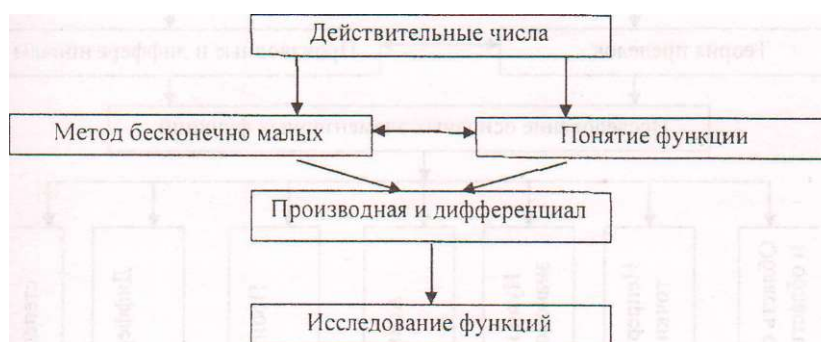 Действительные числа
Метод бесконечно малых
Понятие функции
Производная и дифференциал
Исследование функций